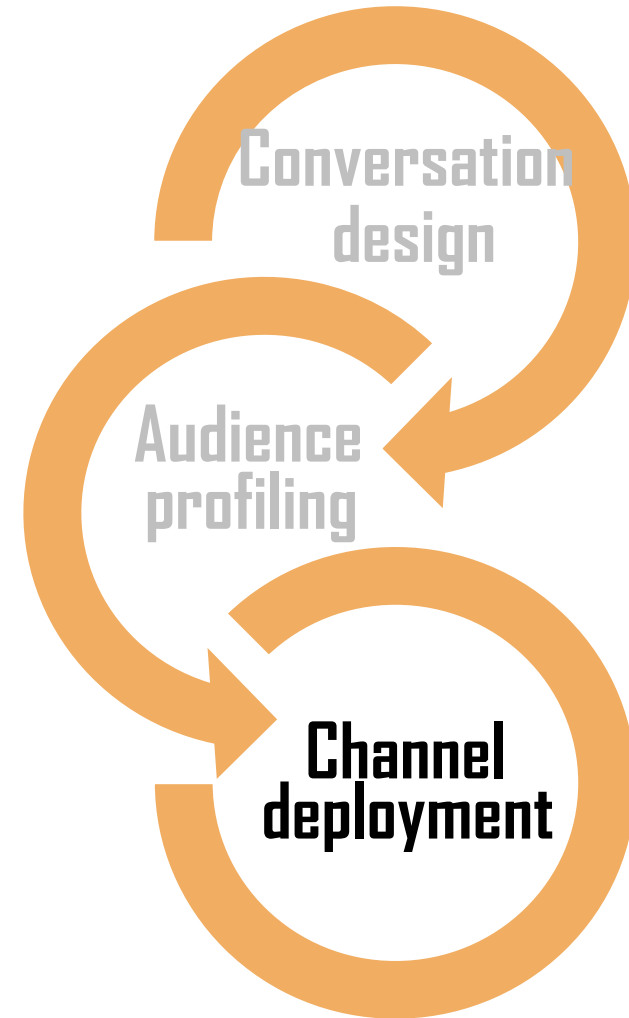 Conversation
design
Audience
profiling
Channel
deployment